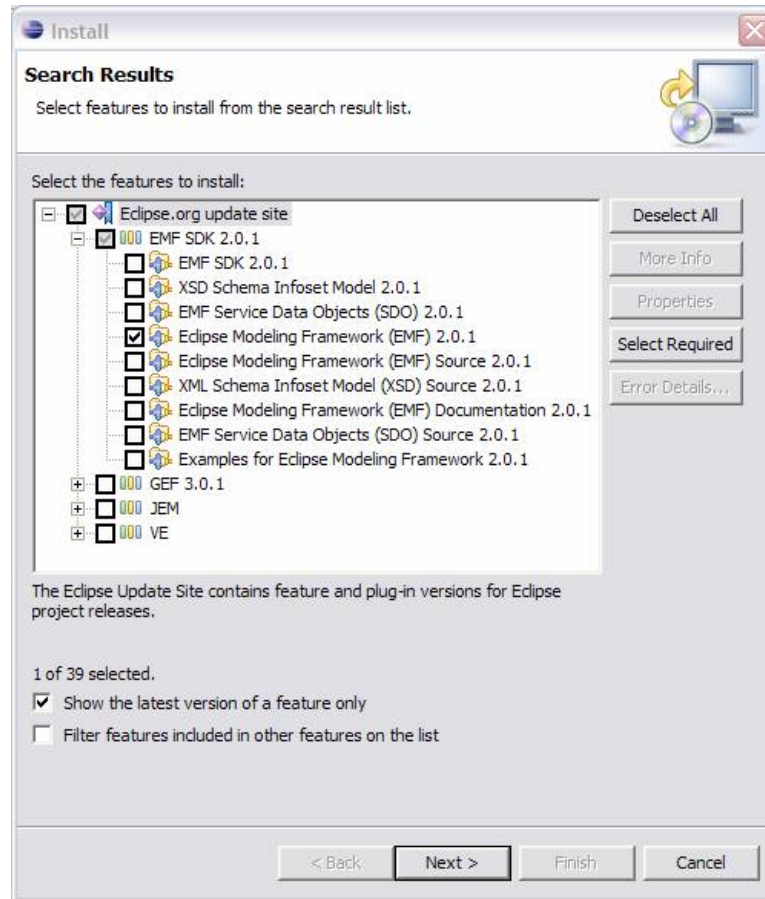 Install
Search Results
Select features to install from the search result list.
Select the features to install:
Eclipse.org update site
EMF SDK 2.0.1
EMF SDK 2.0.1
XSD Schema Infoset Model 2.0.1
EMF Service Data Objects (SDO) 2.0.1
Eclipse Modeling Framework (EMF) 2.0.1
Eclipse Modeling Framework (EMF) Source 2.0.1
XML Schema Infoset Model (XSD) Source 2.0.1
Eclipse Modeling Framework (EMF) Documentation 2.0.1
EMF Service Data Objects (SDO) Source 2.0.1
Examples for Eclipse Modeling Framework 2.0.1
GEF 3.0.1
JEM
VE
Deselect All
More Info
Properties
Select Required
Error Details...
The Eclipse Update Site contains feature and plug-in versions for Eclipse
project releases.
1 of 39 selected.
Show the latest version of a feature only
Filter features included in other features on the list
< Back
Next >
Finish
Cancel